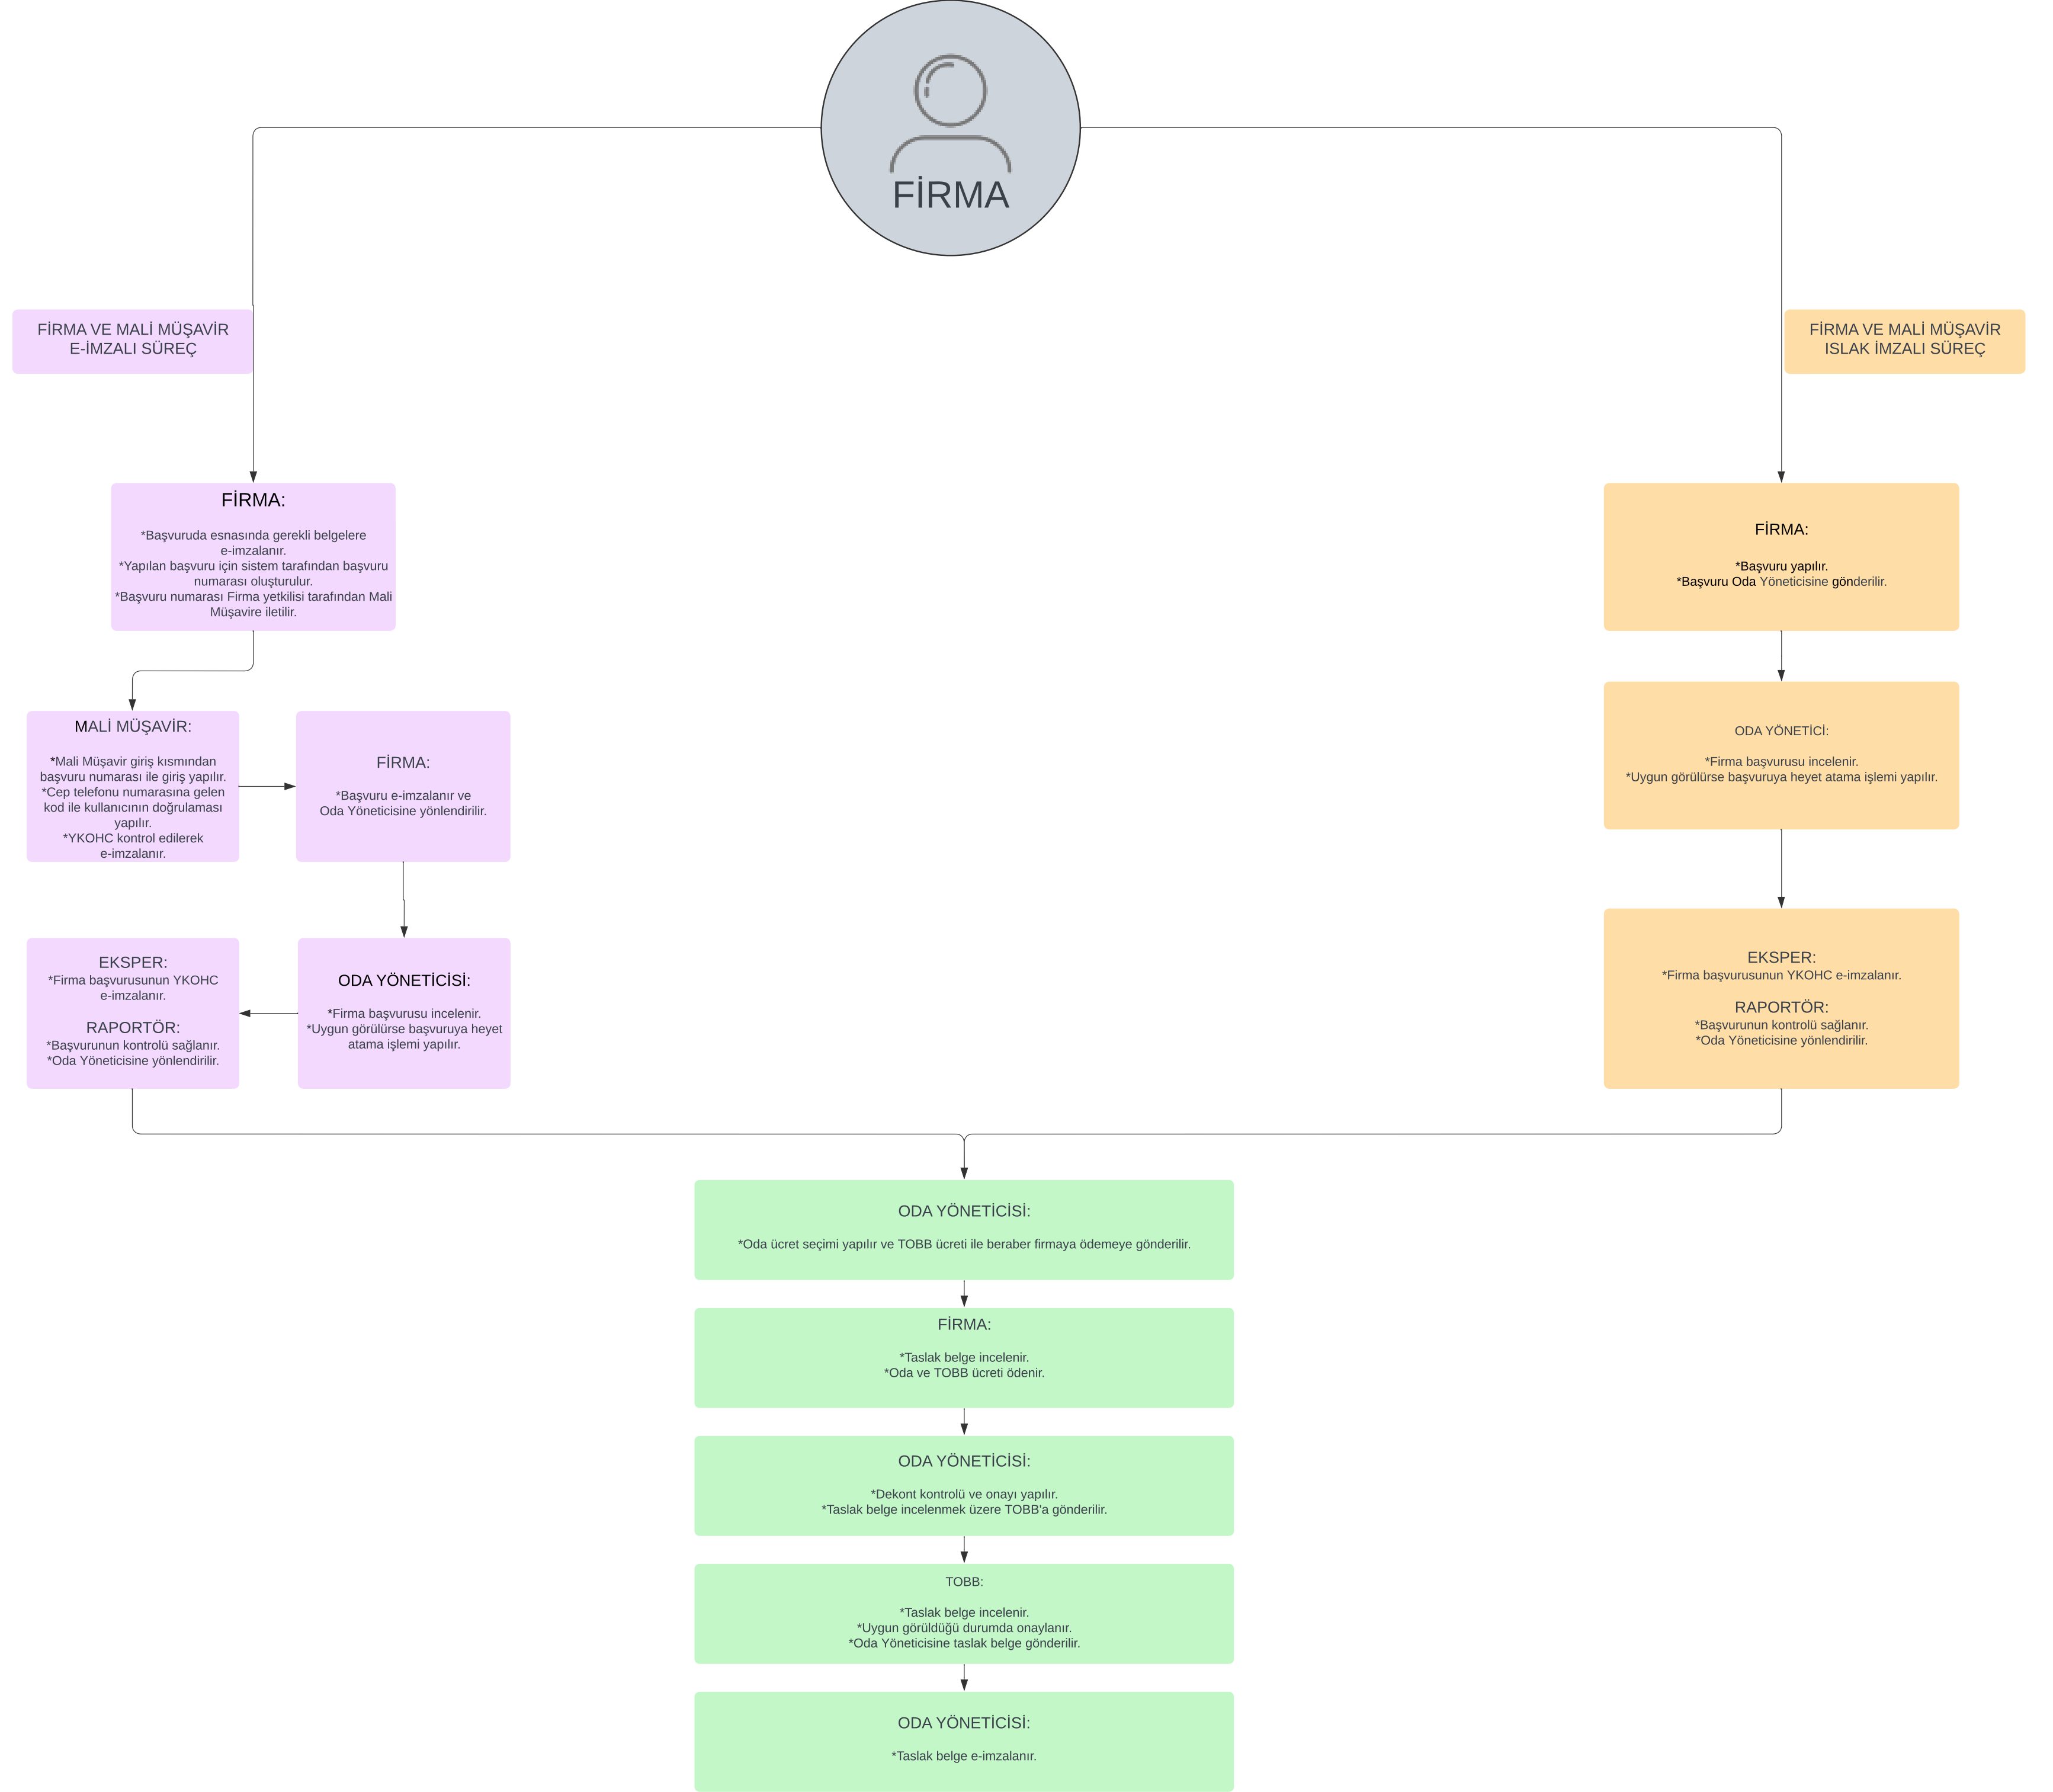 FİRMA
FİRMA VE MALİ MÜŞAVİR
E-İMZALI SÜREÇ
FİRMA VE MALİ MÜŞAVİR
ISLAK İMZALI SÜREÇ
FİRMA:
*Başvuruda esnasında gerekli belgelere
e-imzalanır.
*Yapılan başvuru için sistem tarafından başvuru
numarası oluşturulur.
*Başvuru numarası Firma yetkilisi tarafından Mali
Müşavire iletilir.
FİRMA:
*Başvuru yapılır.
*Başvuru Oda Yöneticisine gönderilir.
MALİ MÜŞAVİR:
*Mali Müşavir giriş kısmından
başvuru numarası ile giriş yapılır.
*Cep telefonu numarasına gelen
kod ile kullanıcının doğrulaması
yapılır.
*YKOHC kontrol edilerek
e-imzalanır.
FİRMA:
*Başvuru e-imzalanır ve
Oda Yöneticisine yönlendirilir.
ODA YÖNETİCİ:
*Firma başvurusu incelenir.
*Uygun görülürse başvuruya heyet atama işlemi yapılır.
EKSPER:
*Firma başvurusunun YKOHC
e-imzalanır.
RAPORTÖR:
*Başvurunun kontrolü sağlanır.
*Oda Yöneticisine yönlendirilir.
ODA YÖNETİCİSİ:
*Firma başvurusu incelenir.
*Uygun görülürse başvuruya heyet
atama işlemi yapılır.
EKSPER:
*Firma başvurusunun YKOHC e-imzalanır.
RAPORTÖR:
*Başvurunun kontrolü sağlanır.
*Oda Yöneticisine yönlendirilir.
ODA YÖNETİCİSİ:
*Oda ücret seçimi yapılır ve TOBB ücreti ile beraber firmaya ödemeye gönderilir.
FİRMA:
*Taslak belge incelenir.
*Oda ve TOBB ücreti ödenir.
ODA YÖNETİCİSİ:
*Dekont kontrolü ve onayı yapılır.
*Taslak belge incelenmek üzere TOBB'a gönderilir.
TOBB:
*Taslak belge incelenir.
*Uygun görüldüğü durumda onaylanır.
*Oda Yöneticisine taslak belge gönderilir.
ODA YÖNETİCİSİ:
*Taslak belge e-imzalanır.